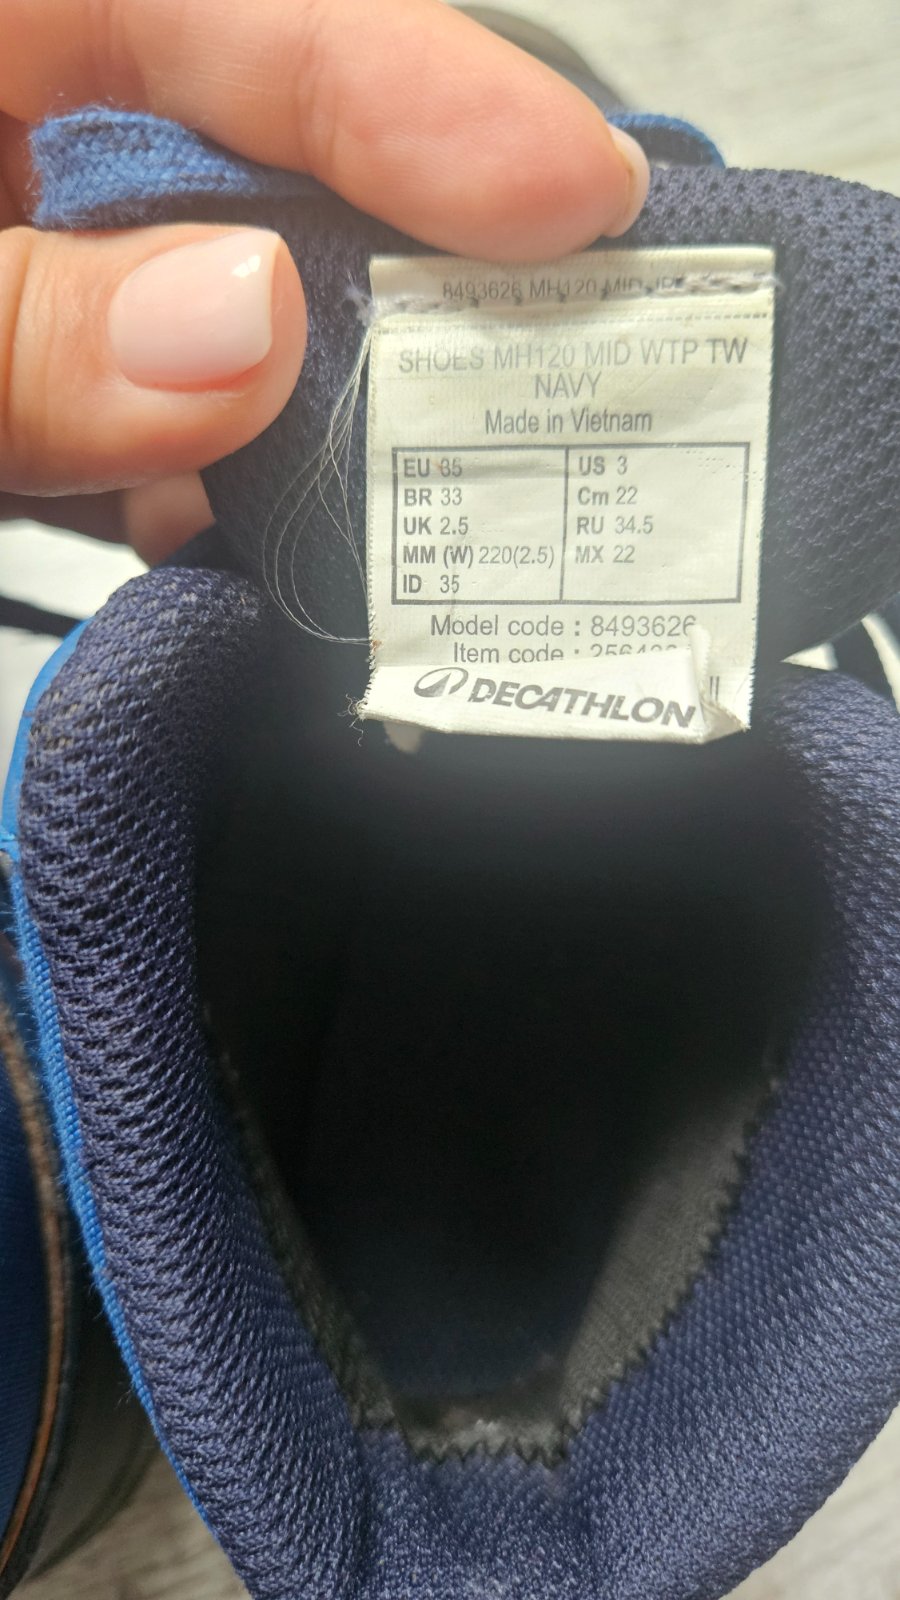 8493626 MH120 MID JR
SHOES MH120 MID WTP TW
NAVY
Made in Vietnam
EU 35
US 3
BR 33
Cm 22
UK 2.5
RU 34.5
MM (W) 220(2.5)
MX 22
ID 35
Model code : 8493626
Item code :
DECATHLON